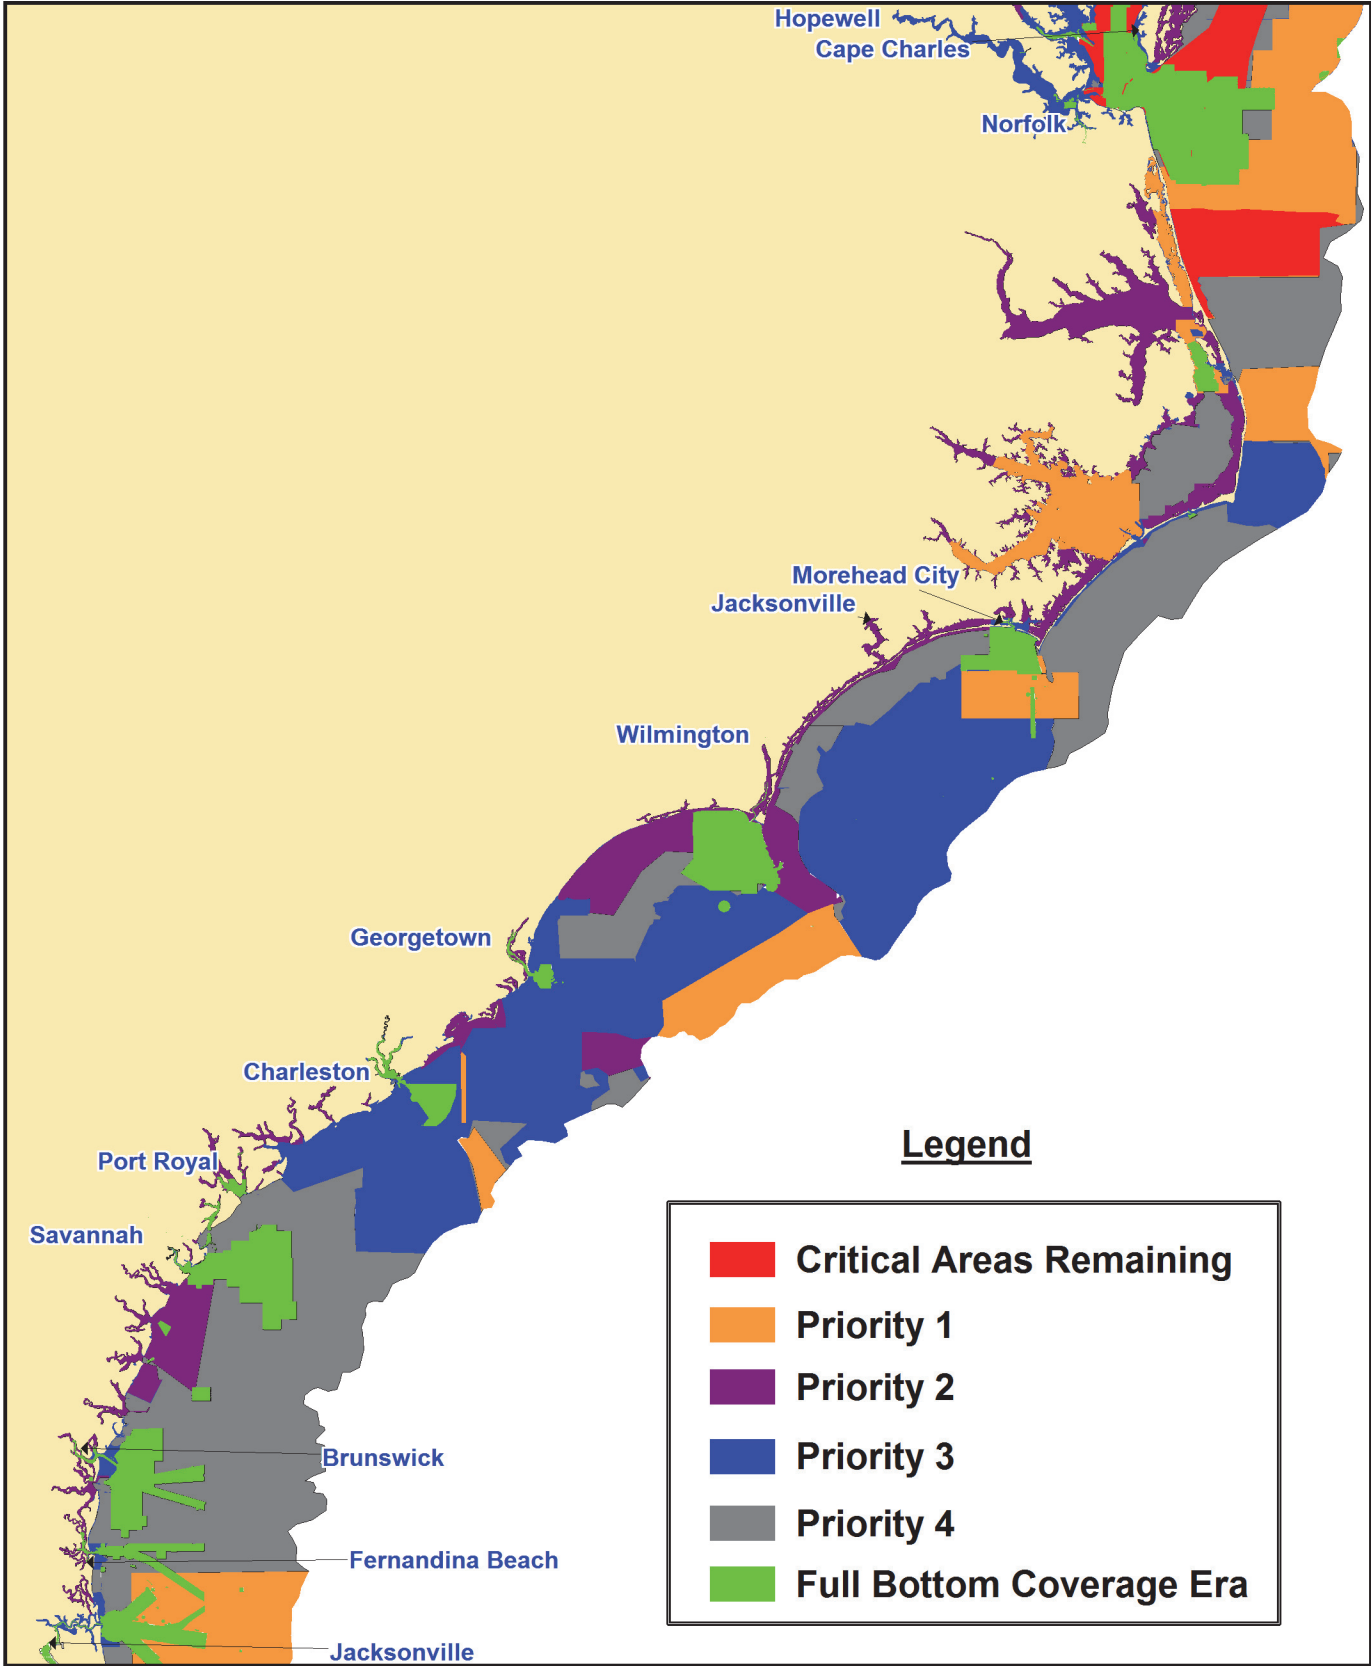 Hopewell
Cape Charles
Norfolk
Morehead City
Jacksonville
Wilmington
Georgetown
Charleston
Port Royal
Savannah
Brunswick
Fernandina Beach
Jacksonville
Legend
Critical Areas Remaining
Priority 1
Priority 2
Priority 3
Priority 4
Full Bottom Coverage Era